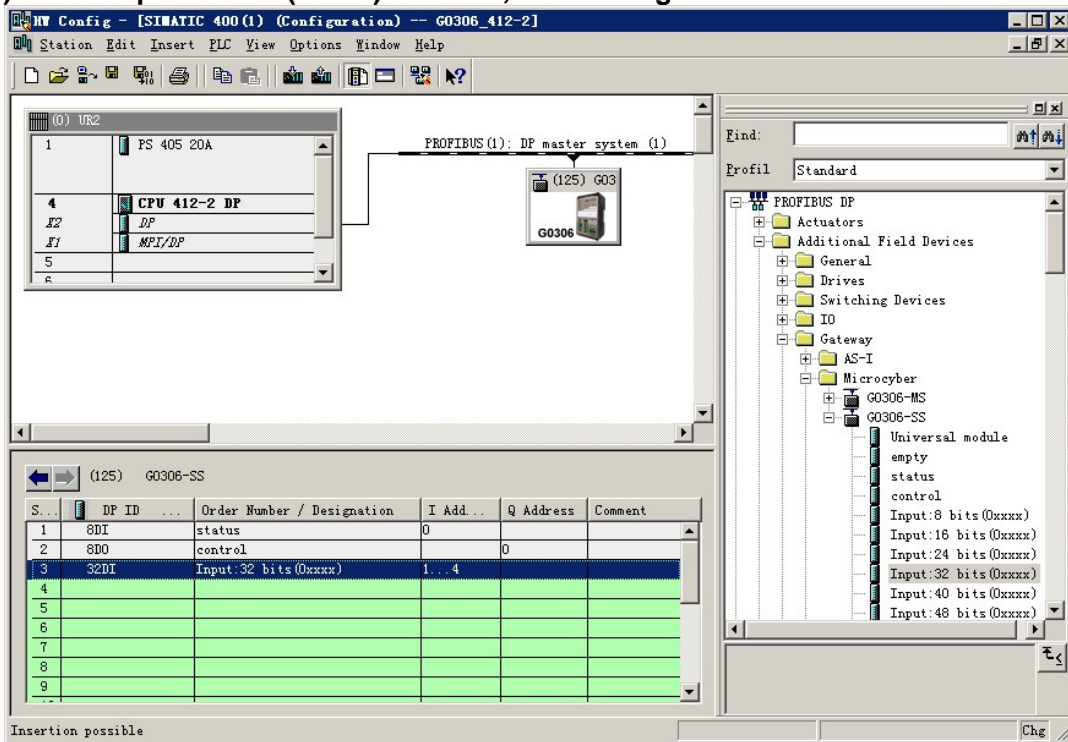 HW Config - [SIMATIC 400(1) (Configuration) -- G0306_412-2]
Station Edit Insert PLC View Options Window Help
(0) UR2
1 PS 405 20A
4 CPU 412-2 DP
X2 DP
X1 MPI/DP
5
6
PROFIBUS(1): DP master system (1)
(125) G03
G0306
Find:
Profil Standard
PROFIBUS DP
Actuators
Additional Field Devices
General
Drives
Switching Devices
IO
Gateway
AS-I
Microcyber
G0306-MS
G0306-SS
Universal module
empty
status
control
Input:8 bits(0xxxx)
Input:16 bits(0xxxx)
Input:24 bits(0xxxx)
Input:32 bits(0xxxx)
Input:40 bits(0xxxx)
Input:48 bits(0xxxx)
(125) G0306-SS
S... DP ID ... Order Number / Designation I Add... Q Address Comment
1 8DI status 0
2 8DO control 0
3 32DI Input:32 bits(0xxxx) 1...4
4
5
6
7
8
9
Insertion possible
Chg